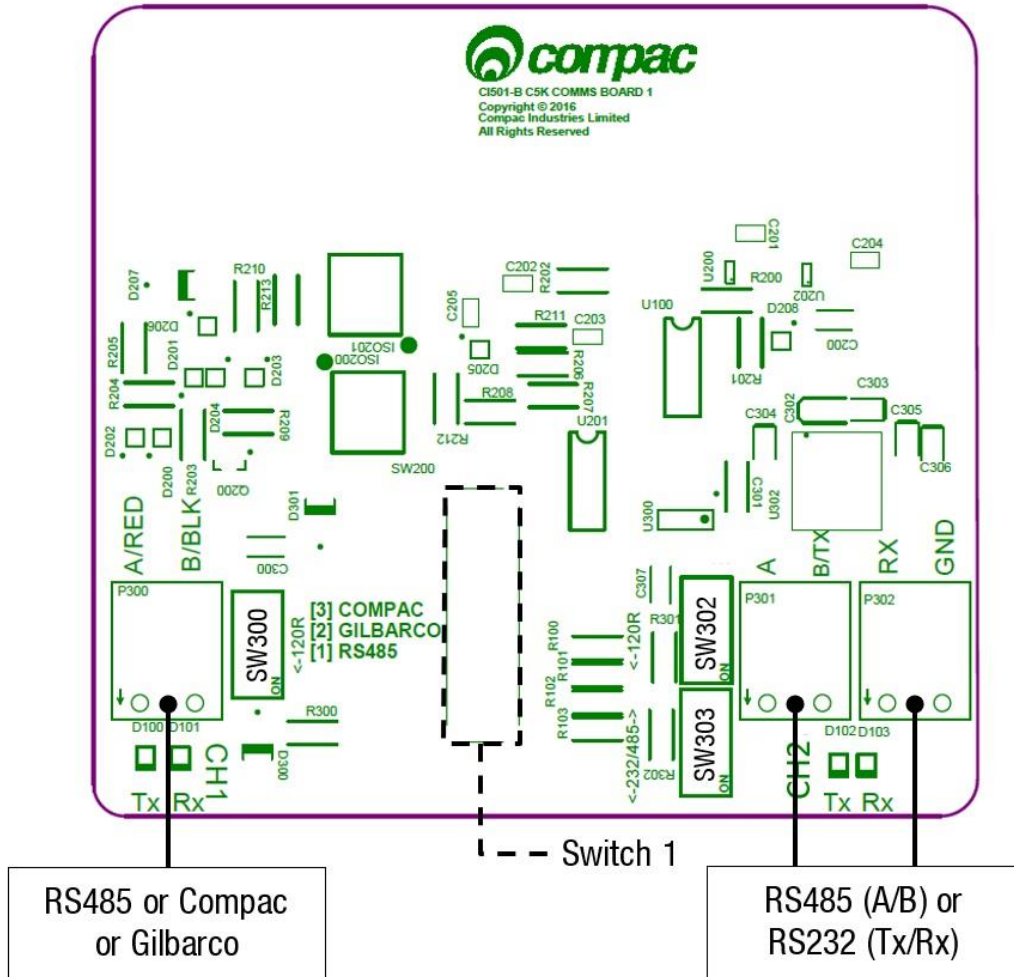 compac
CI501-B C5K COMMS BOARD 1
Copyright © 2016
Compac Industries Limited
All Rights Reserved
D207
R210
R213
C205
C202
R202
U200
C201
R200
U202
C204
R205
D206
D201
D203
ISO201
ISO200
R211
C203
U100
D208
C200
R204
D205
R206
R201
D202
D204
R209
R208
R207
C302
C303
D200
R203
Q200
R212
U201
C304
C305
SW200
C301
U302
C306
A/RED
B/BLK
D301
C300
U300
A
B/TX
RX
GND
P300
SW300
<-120R
[3] COMPAC
[2] GILBARCO
[1] RS485
ON
C307
R301
<-120R
SW302
ON
P301
P302
R100
R101
R102
R103
D100
D101
R300
D300
<-232/485->
R302
SW303
ON
D102
D103
CH1
CH2
Tx Rx
Tx Rx
Switch 1
RS485 or Compac
or Gilbarco
RS485 (A/B) or
RS232 (Tx/Rx)